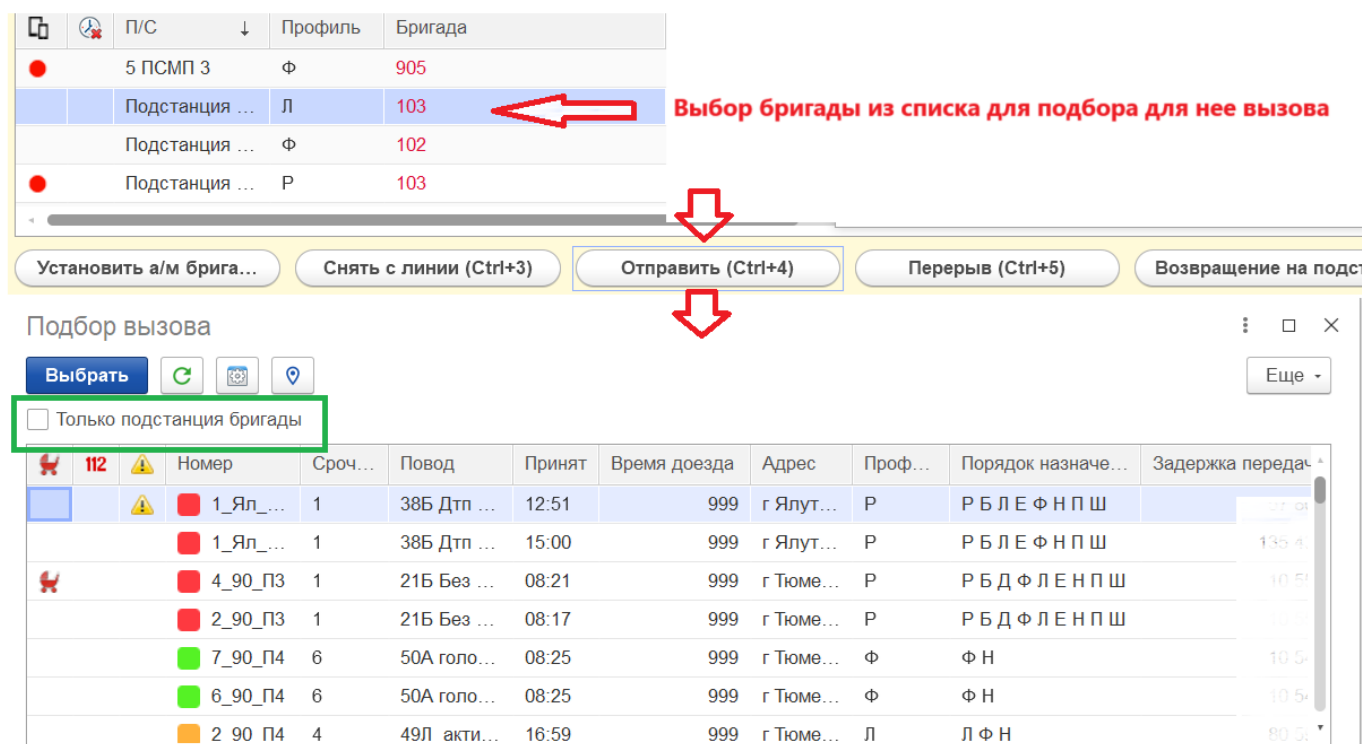 П/С ↓ Профиль Бригада
5 ПСМП 3 Ф 905
Подстанция ... Л 103
Выбор бригады из списка для подбора для нее вызова
Подстанция ... Ф 102
Подстанция ... Р 103
Установить а/м брига... Снять с линии (Ctrl+3) Отправить (Ctrl+4) Перерыв (Ctrl+5) Возвращение на подст
Подбор вызова
Выбрать Еще
Только подстанция бригады
112 Номер Сроч... Повод Принят Время доезда Адрес Проф... Порядок назначе... Задержка передач
1_Ял_... 1 38Б Дтп ... 12:51 999 г Ялут... Р Р Б Л Е Ф Н П Ш
1_Ял_... 1 38Б Дтп ... 15:00 999 г Ялут... Р Р Б Л Е Ф Н П Ш
4_90_П3 1 21Б Без ... 08:21 999 г Тюме... Р Р Б Д Ф Л Е Н П Ш
2_90_П3 1 21Б Без ... 08:17 999 г Тюме... Р Р Б Д Ф Л Е Н П Ш
7_90_П4 6 50А голо... 08:25 999 г Тюме... Ф Ф Н
6_90_П4 6 50А голо... 08:25 999 г Тюме... Ф Ф Н
2_90_П4 4 49Л акти... 16:59 999 г Тюме... Л Л Ф Н